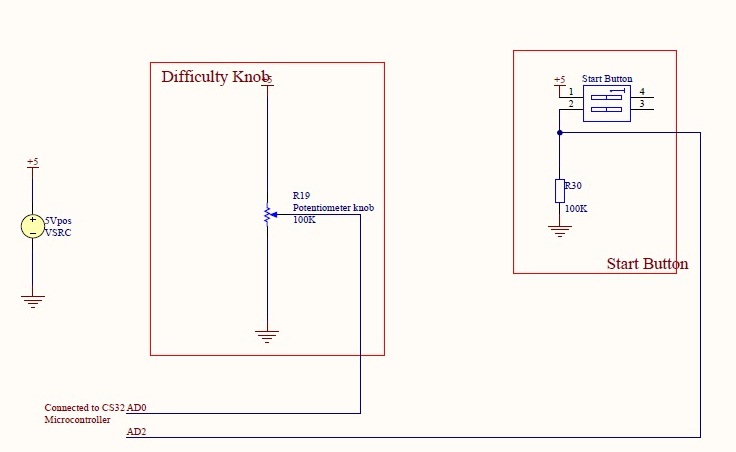 Difficulty Knob
+5
+5
Start Button
1
4
2
3
+5
R19
Potentiometer knob
100K
R30
100K
5Vpos
VSRC
Start Button
Connected to CS32 AD0
Microcontroller
AD2